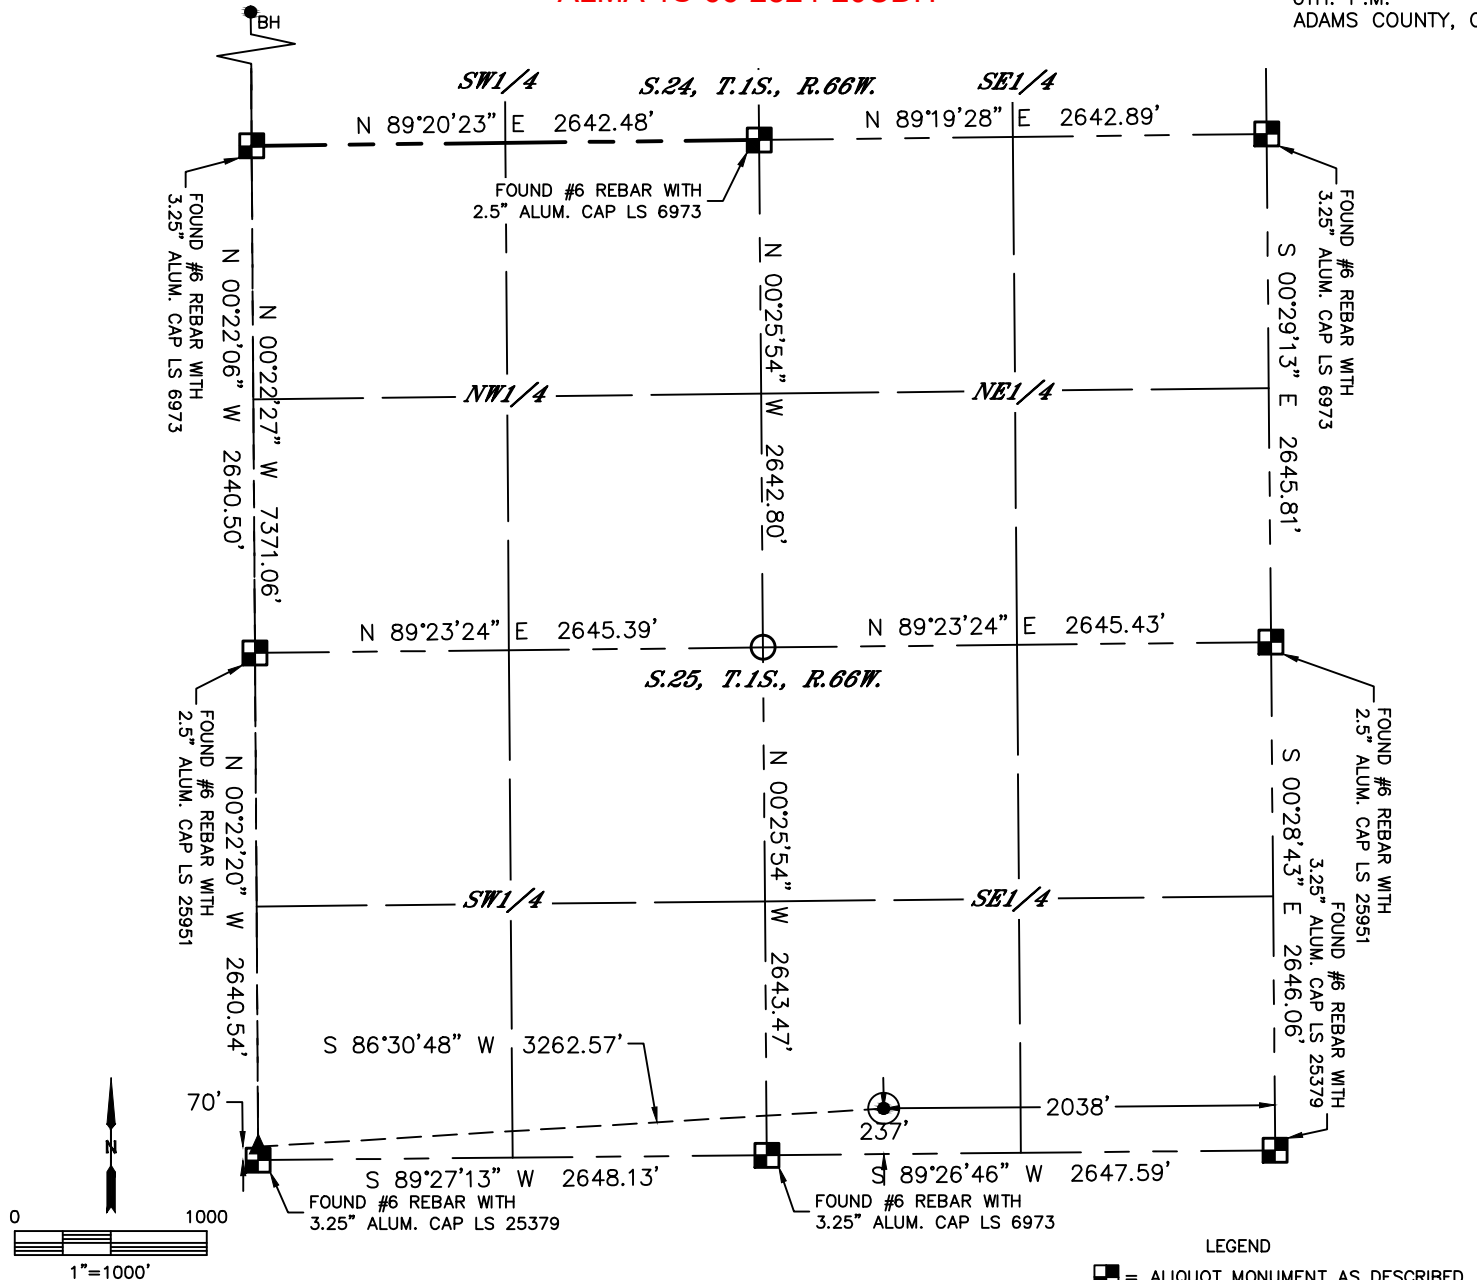 BH
ADAMS COUNTY,
SW1/4
S.24, T.1S., R.66W.
SE1/4
N 89°20'23" E 2642.48'
N 89°19'28" E 2642.89'
FOUND #6 REBAR WITH
3.25" ALUM. CAP LS 6973
FOUND #6 REBAR WITH
2.5" ALUM. CAP LS 6973
FOUND #6 REBAR WITH
3.25" ALUM. CAP LS 6973
N 00°22'06" W 2640.50'
N 00°22'27" W 7371.06'
N 00°25'54" W 2642.80'
S 00°29'13" E 2645.81'
NW1/4
NE1/4
N 89°23'24" E 2645.39'
N 89°23'24" E 2645.43'
S.25, T.1S., R.66W.
FOUND #6 REBAR WITH
2.5" ALUM. CAP LS 25951
FOUND #6 REBAR WITH
2.5" ALUM. CAP LS 25951
N 00°22'20" W 2640.54'
N 00°25'54" W 2643.47'
S 00°28'43" E 2646.06'
SW1/4
SE1/4
FOUND #6 REBAR WITH
3.25" ALUM. CAP LS 25379
S 86°30'48" W 3262.57'
70'
2038'
237'
N
S 89°27'13" W 2648.13'
S 89°26'46" W 2647.59'
FOUND #6 REBAR WITH
3.25" ALUM. CAP LS 25379
FOUND #6 REBAR WITH
3.25" ALUM. CAP LS 6973
0 1000
1"=1000'
LEGEND
= ALIQUOT MONUMENT AS DESCRIBED